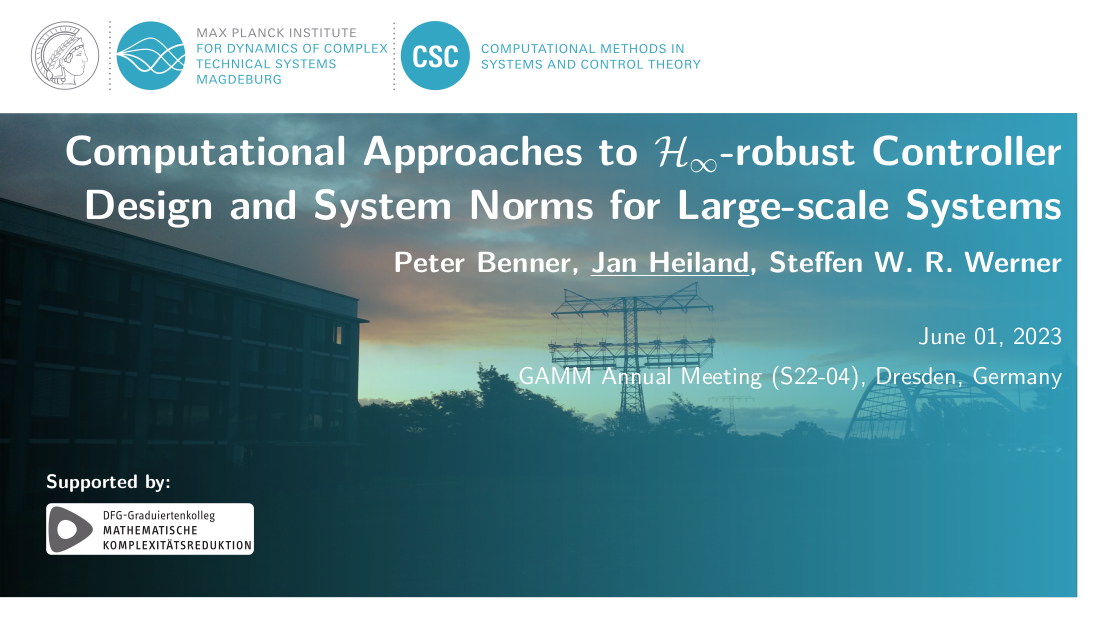 MAX PLANCK INSTITUTE
FOR DYNAMICS OF COMPLEX
TECHNICAL SYSTEMS
MAGDEBURG
CSC
COMPUTATIONAL METHODS IN
SYSTEMS AND CONTROL THEORY
Computational Approaches to ℋ∞-robust Controller
Design and System Norms for Large-scale Systems
Peter Benner, Jan Heiland, Steffen W. R. Werner
June 01, 2023
GAMM Annual Meeting (S22-04), Dresden, Germany
Supported by:
DFG-Graduiertenkolleg
MATHEMATISCHE
KOMPLEXITÄTSREDUKTION